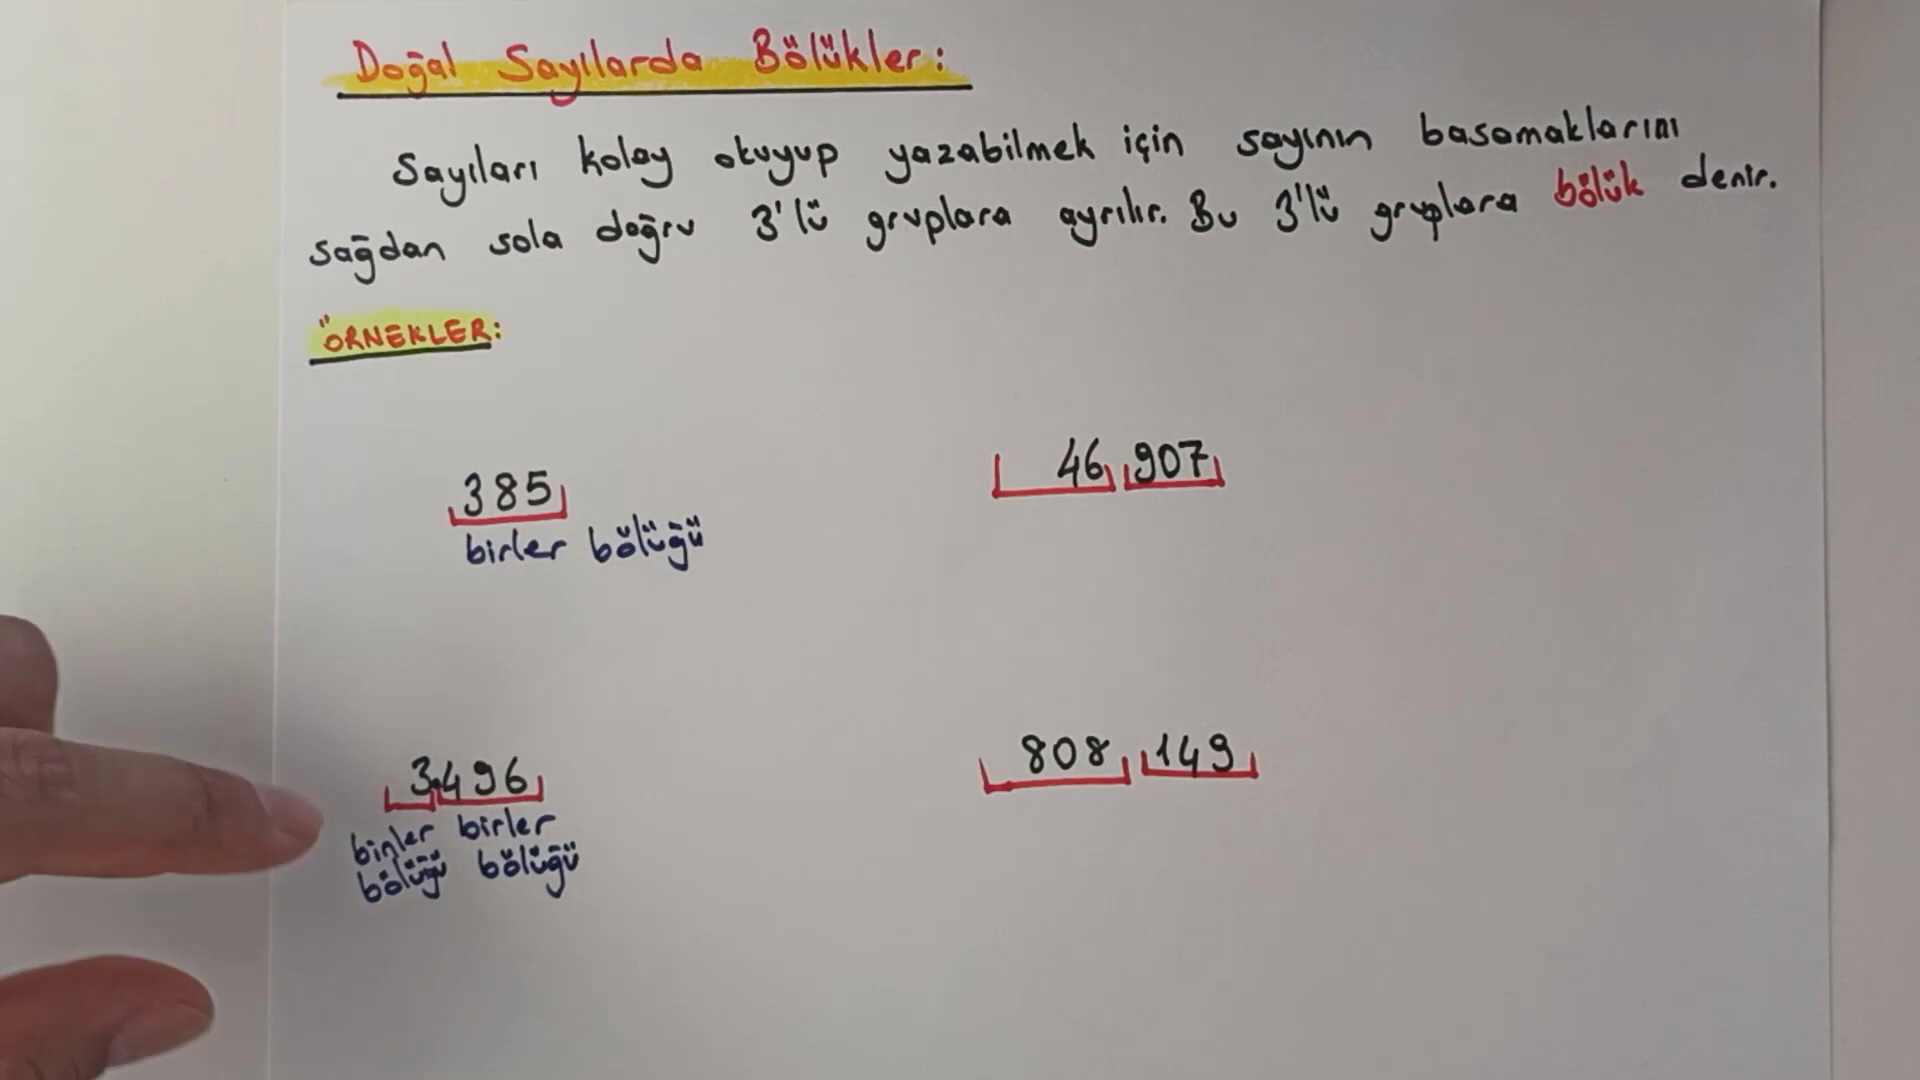 Doğal Sayılarda Bölükler:
Sayıları kolay okuyup yazabilmek için sayının basamaklarını
sağdan sola doğru 3'lü gruplara ayrılır. Bu 3'lü gruplara bölük denir.
ÖRNEKLER:
385
birler bölüğü
46 907
3.496
binler birler
bölüğü bölüğü
808 149